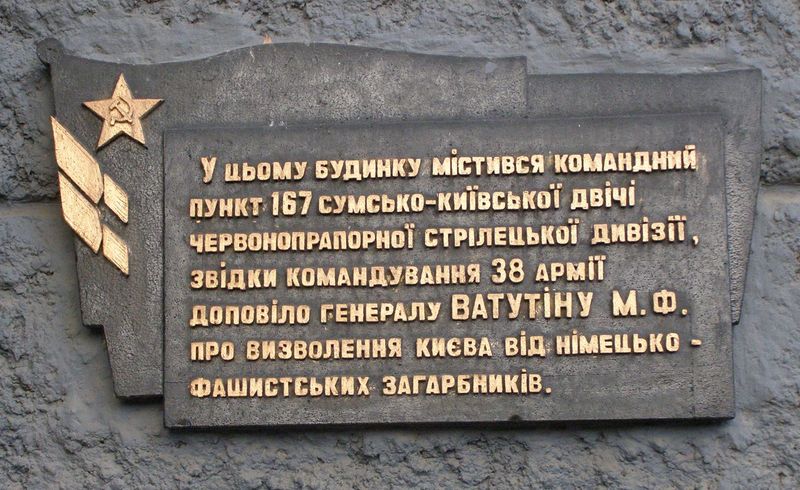 У цьому будинку містився командний
пункт 167 Сумсько-Київської двічі
Червонопрапорної стрілецької дивізії,
звідки командування 38 армії
доповіло генералу ВАТУТІНУ М.Ф.
про визволення Києва від німецько-
фашистських загарбників.